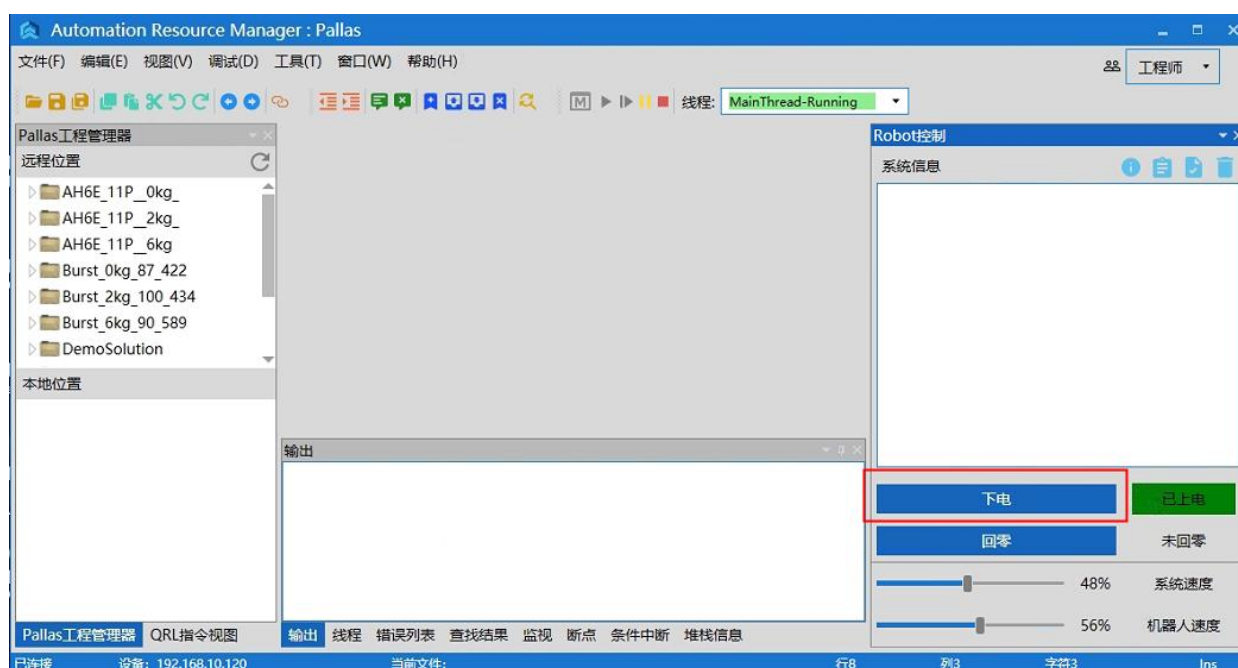 Automation Resource Manager : Pallas
文件(F) 编辑(E) 视图(V) 调试(D) 工具(T) 窗口(W) 帮助(H)
工程师
M
线程: MainThread-Running
Pallas工程管理器
远程位置
AH6E_11P__0kg_
AH6E_11P__2kg_
AH6E_11P__6kg
Burst_0kg_87_422
Burst_2kg_100_434
Burst_6kg_90_589
DemoSolution
本地位置
Pallas工程管理器 QRL指令视图
输出
输出 线程 错误列表 查找结果 监视 断点 条件中断 堆栈信息
Robot控制
系统信息
下电 已上电
回零 未回零
48% 系统速度
56% 机器人速度
已连接 设备: 192.168.10.120 当前文件: 行8 列3 字符3 Ins